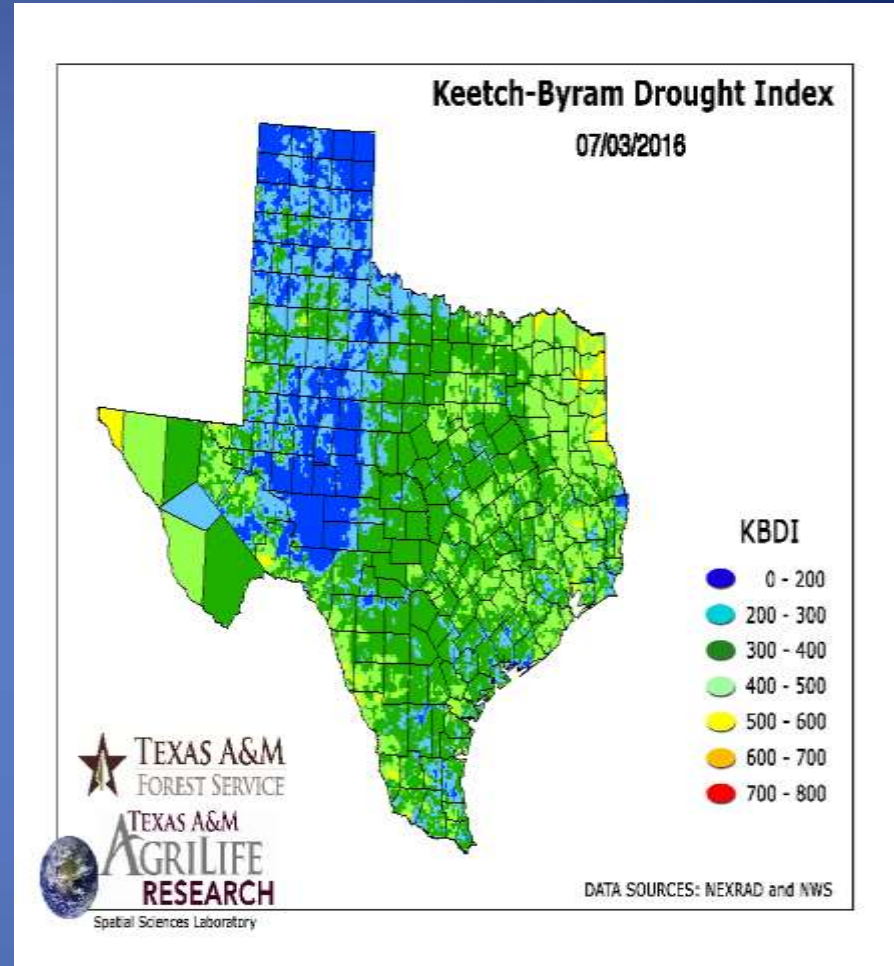 Keetch-Byram Drought Index
07/03/2016
KBDI
0 - 200
200 - 300
300 - 400
400 - 500
500 - 600
600 - 700
700 - 800
TEXAS A&M
FOREST SERVICE
TEXAS A&M
AGRILIFE
RESEARCH
Spatial Sciences Laboratory
DATA SOURCES: NEXRAD and NWS